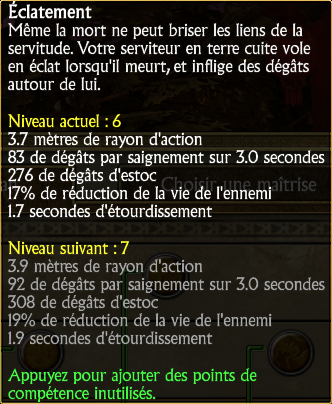 Éclatement
Même la mort ne peut briser les liens de la
servitude. Votre serviteur en terre cuite vole
en éclat lorsqu'il meurt, et inflige des dégâts
autour de lui.
Niveau actuel : 6
3.7 mètres de rayon d'action
83 de dégâts par saignement sur 3.0 secondes
276 de dégâts d'estoc
Choisir une maîtrise
17% de réduction de la vie de l'ennemi
1.7 secondes d'étourdissement
Niveau suivant : 7
3.9 mètres de rayon d'action
92 de dégâts par saignement sur 3.0 secondes
308 de dégâts d'estoc
19% de réduction de la vie de l'ennemi
1.9 secondes d'étourdissement
Appuyez pour ajouter des points de
compétence inutilisés.